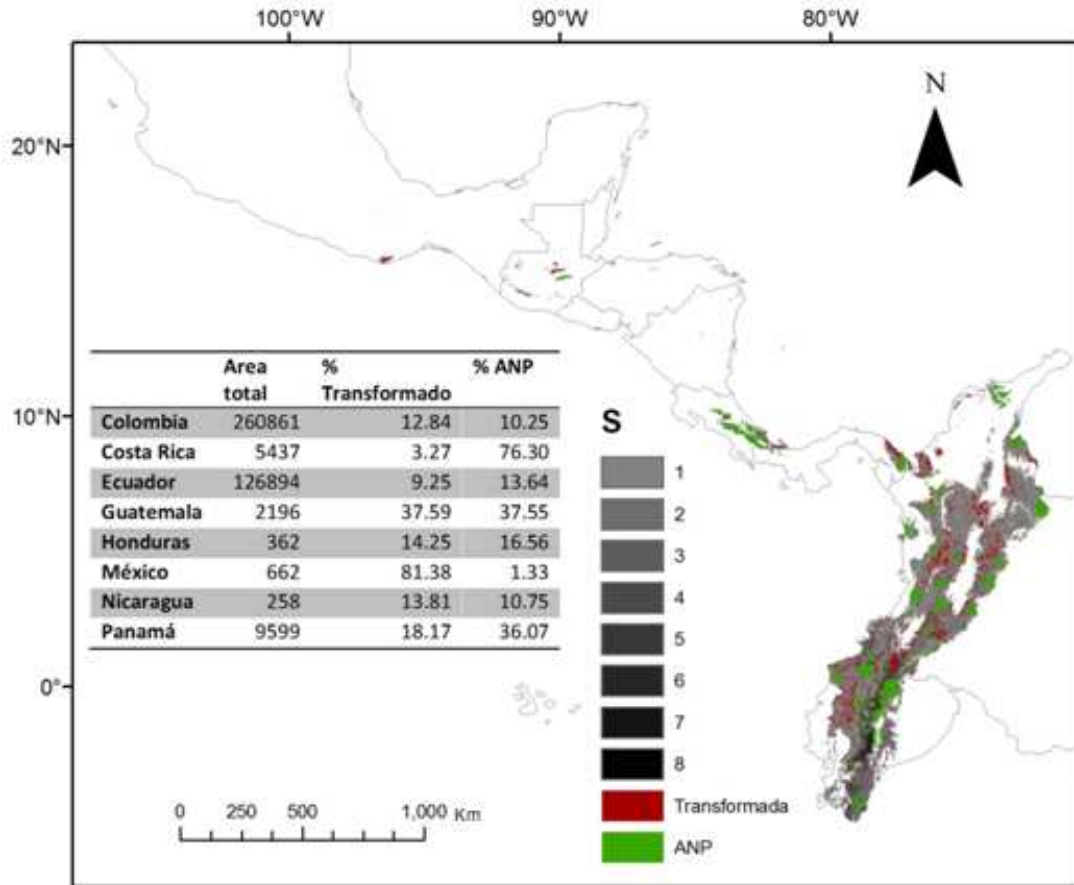 100°W 90°W 80°W
N
20°N
10°N
0°
Area total % Transformado % ANP
Colombia 260861 12.84 10.25
Costa Rica 5437 3.27 76.30
Ecuador 126894 9.25 13.64
Guatemala 2196 37.59 37.55
Honduras 362 14.25 16.56
México 662 81.38 1.33
Nicaragua 258 13.81 10.75
Panamá 9599 18.17 36.07
S
1
2
3
4
5
6
7
8
Transformada
ANP
0 250 500 1,000 Km